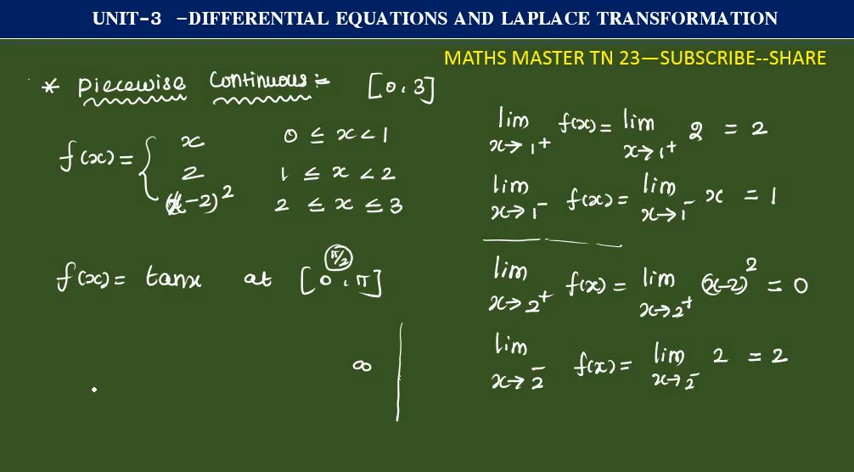 UNIT-3 –DIFFERENTIAL EQUATIONS AND LAPLACE TRANSFORMATION
MATHS MASTER TN 23—SUBSCRIBE--SHARE
* Piecewise Continuous:- [0, 3]
f(x) = { x 0 ≤ x < 1
2 1 ≤ x < 2
(x-2)² 2 ≤ x ≤ 3
f(x) = tanx at [0, π]
π/2
∞
lim x→1⁺ f(x) = lim x→1⁺ 2 = 2
lim x→1⁻ f(x) = lim x→1⁻ x = 1
lim x→2⁺ f(x) = lim x→2⁺ (x-2)² = 0
lim x→2⁻ f(x) = lim x→2⁻ 2 = 2